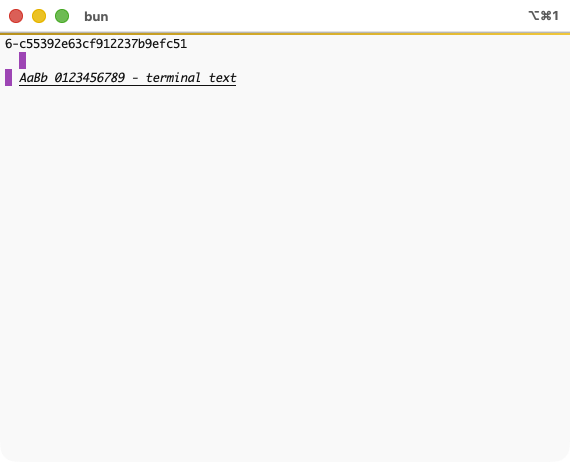 bun
⌥⌘1
6-c55392e63cf912237b9efc51
AaBb 0123456789 - terminal text